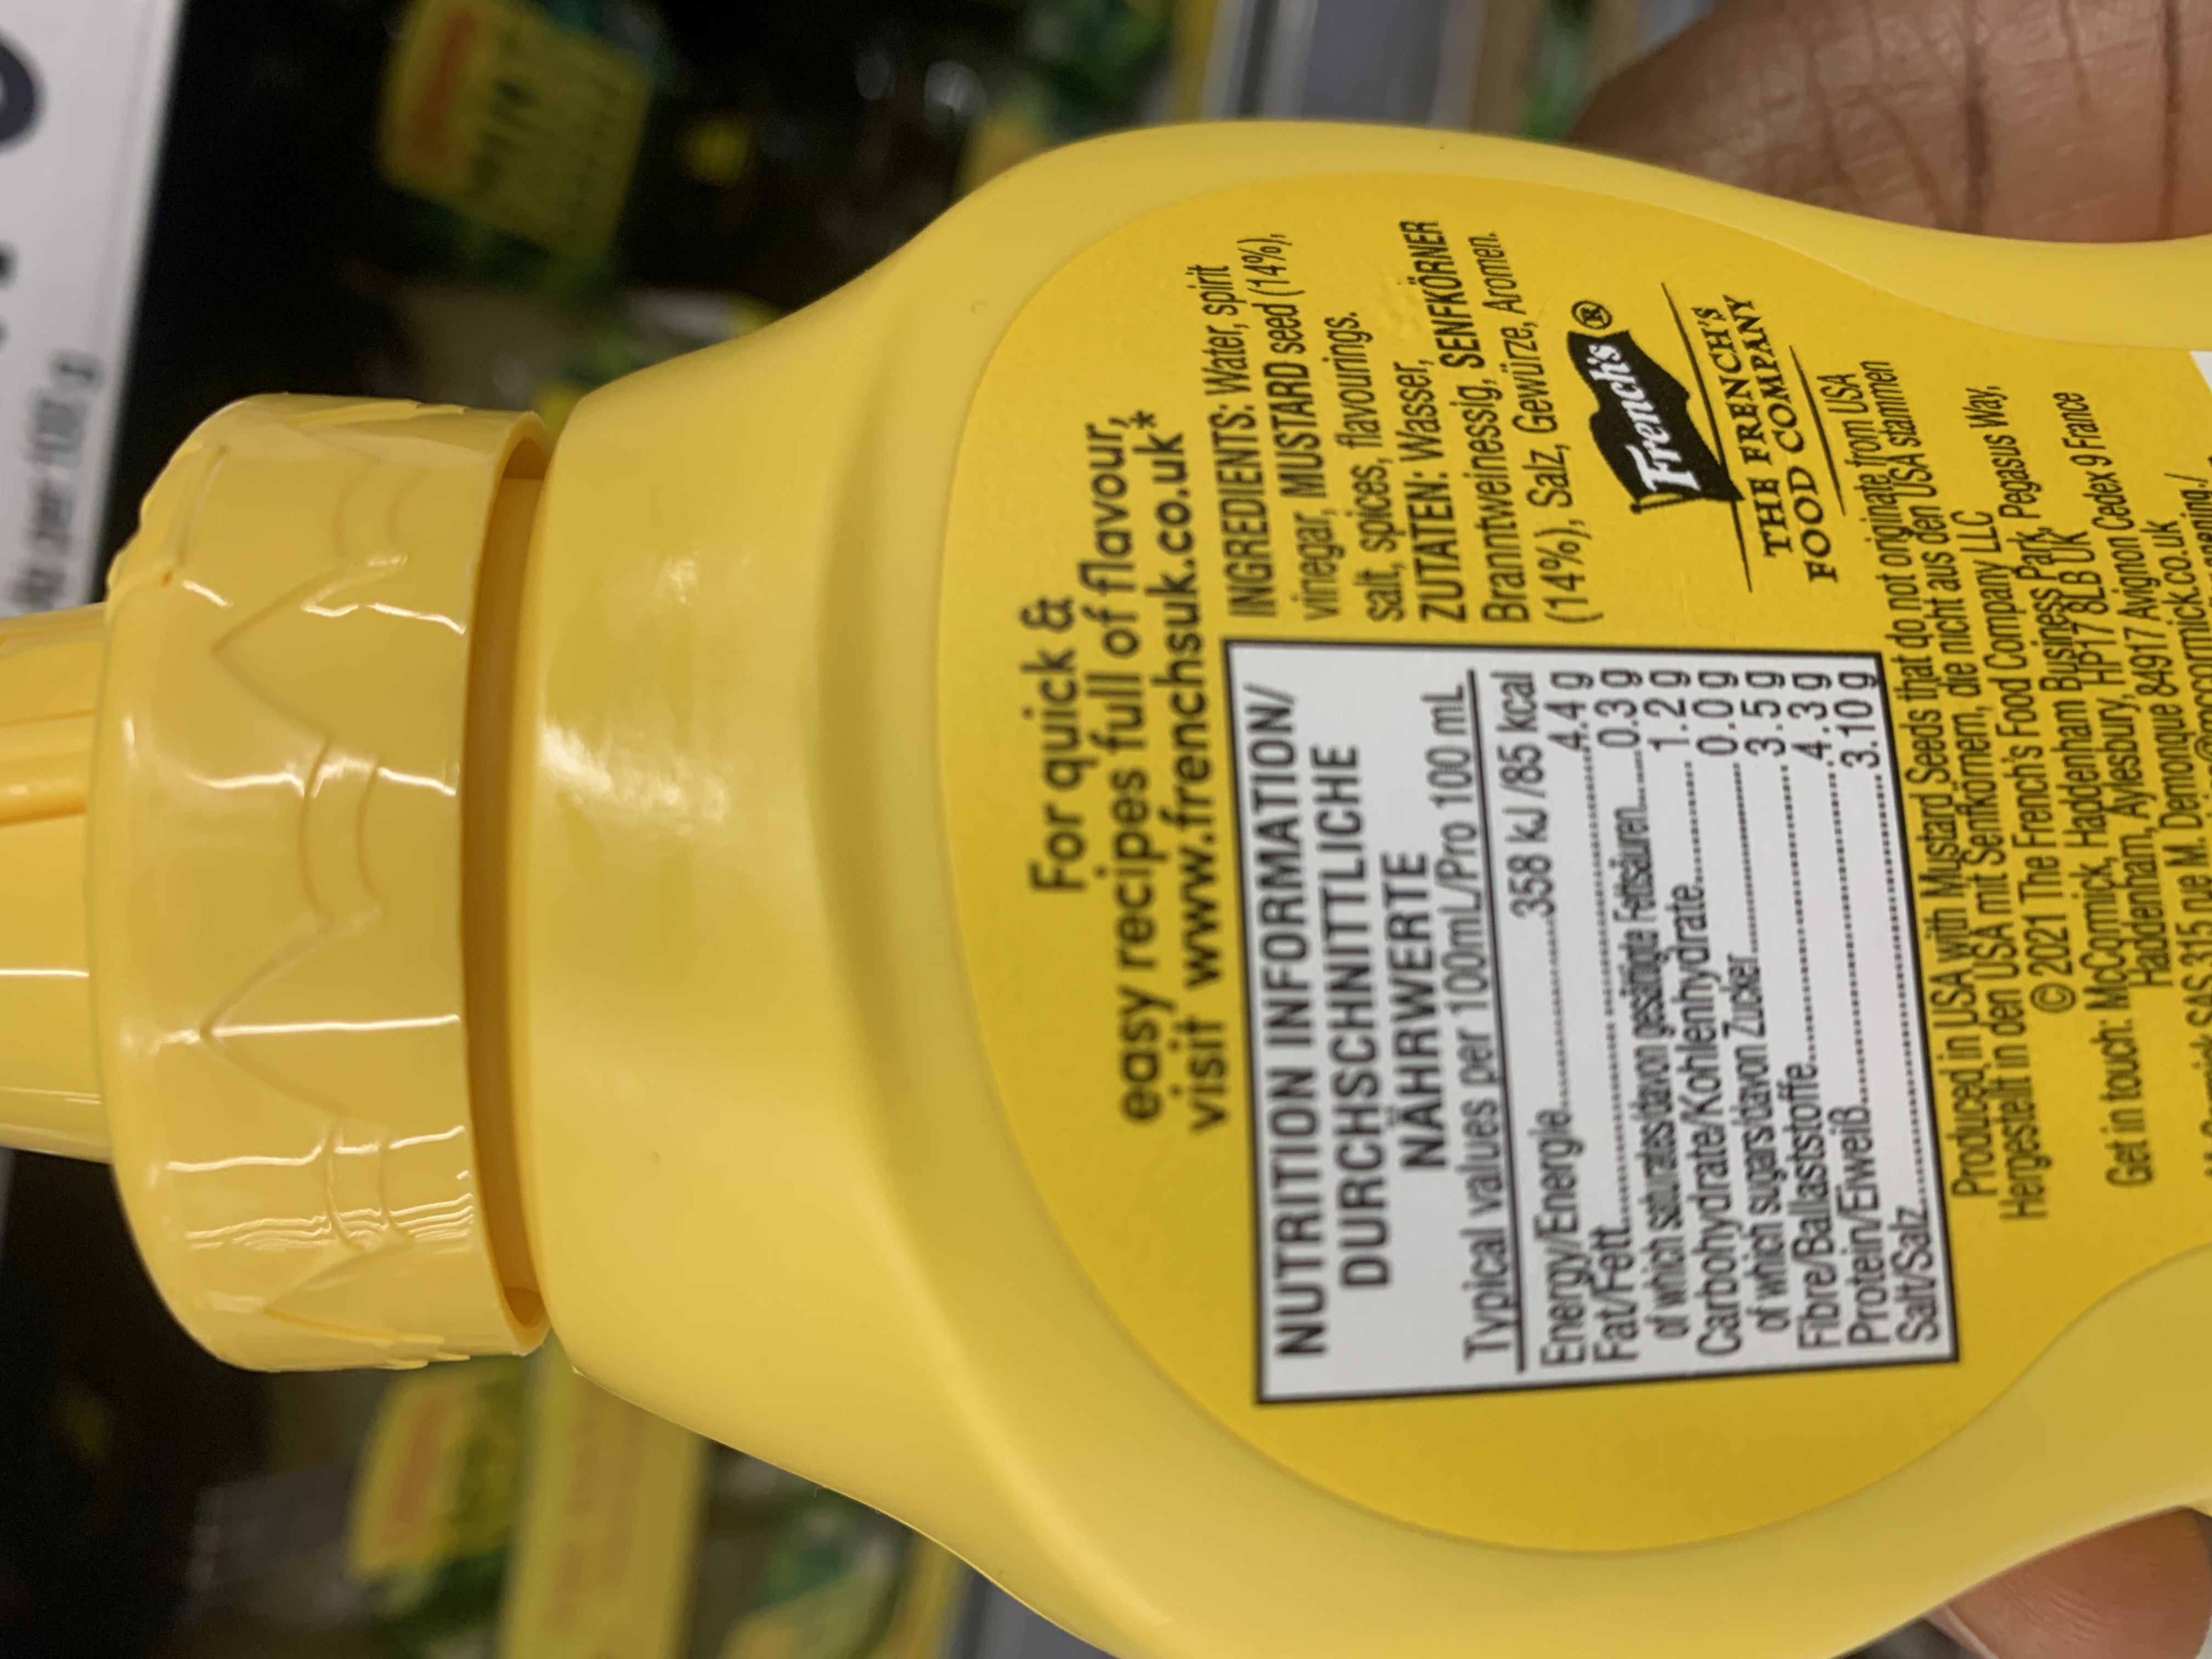 As per 100 g
For quick &
easy recipes full of flavour,
visit www.frenchsuk.co.uk*
NUTRITION INFORMATION/
DURCHSCHNITTLICHE
NÄHRWERTE
Typical values per 100mL/Pro 100 mL
Energy/Energie..................358 kJ /85 kcal
Fat/Fett..................4.4 g
of which saturates/davon gesättigte Fettsäuren........0.3 g
Carbohydrate/Kohlenhydrate............1.2 g
of which sugars/davon Zucker..................0.0 g
Fibre/Ballaststoffe..................3.5 g
Protein/Eiweiß..................4.3 g
Salt/Salz..................3.10 g
INGREDIENTS: Water, spirit
vinegar, MUSTARD seed (14%),
salt, spices, flavourings.
ZUTATEN: Wasser,
Branntweinessig, SENFKÖRNER
(14%), Salz, Gewürze, Aromen.
French's ®
THE FRENCH'S
FOOD COMPANY
Produced in USA with Mustard Seeds that do not originate from USA
Hergestellt in den USA mit Senfkörnern, die nicht aus den USA stammen
© 2021 The French's Food Company LLC
Get in touch: McCormick, Haddenham Business Park, Pegasus Way,
Haddenham, Aylesbury, HP17 8LB UK
SAS 315 rue M. Demonque 84917 Avignon Cedex 9 France
@mccormick.co.uk
opening./